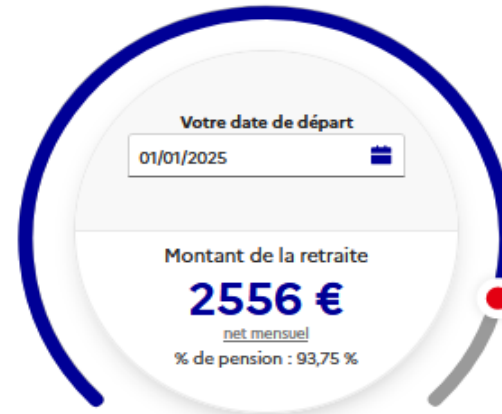 Votre date de départ
01/01/2025
Montant de la retraite
2556 €
net mensuel
% de pension : 93,75 %